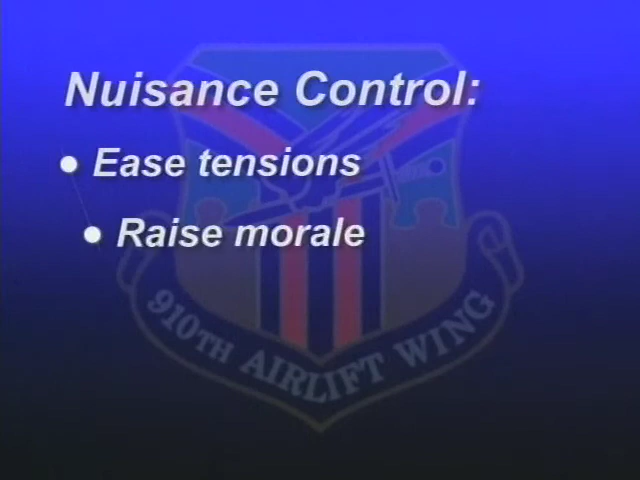 Nuisance Control:
• Ease tensions
• Raise morale
910TH AIRLIFT WING